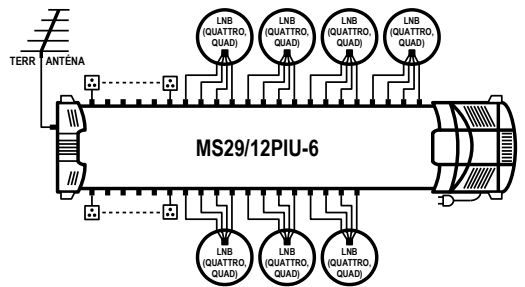 LNB
(QUATTRO,
QUAD)
LNB
(QUATTRO,
QUAD)
LNB
(QUATTRO,
QUAD)
LNB
(QUATTRO,
QUAD)
TERR ANTÉNA
MS29/12PIU-6
LNB
(QUATTRO,
QUAD)
LNB
(QUATTRO,
QUAD)
LNB
(QUATTRO,
QUAD)